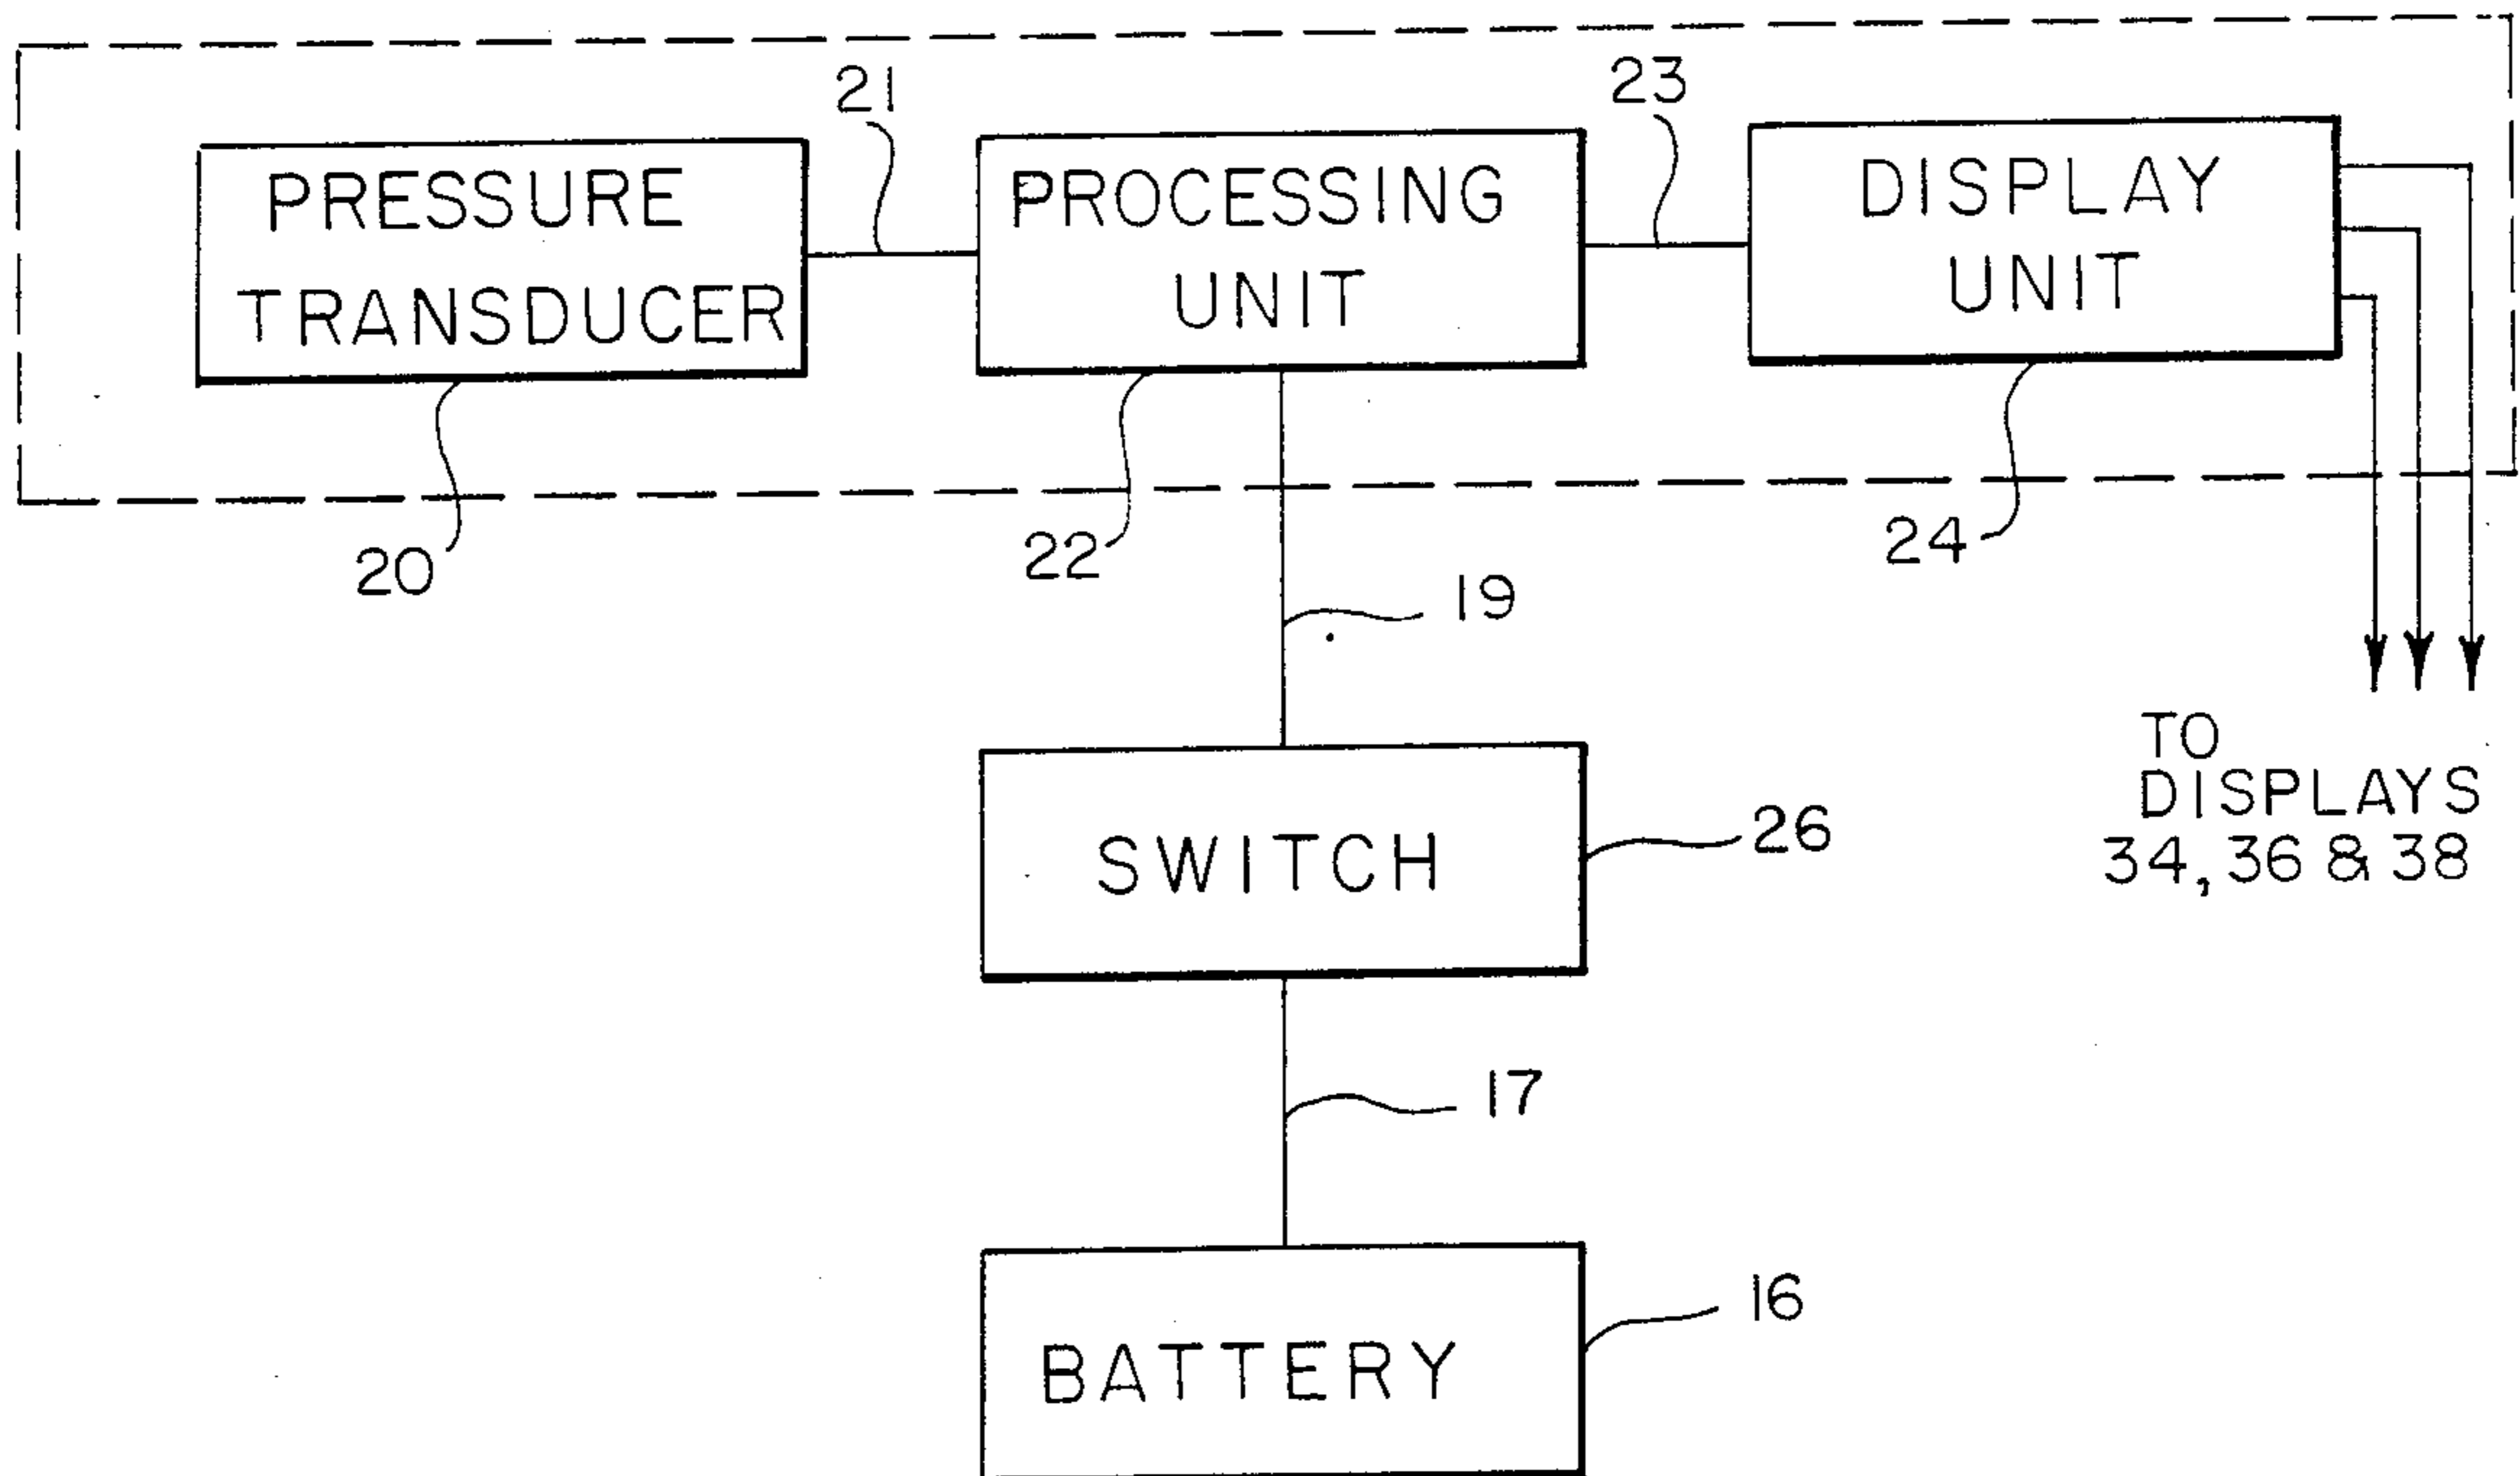 21
23
PRESSURE
TRANSDUCER
PROCESSING
UNIT
DISPLAY
UNIT
20
22
24
19
TO
DISPLAYS
34, 36 & 38
SWITCH
26
17
BATTERY
16